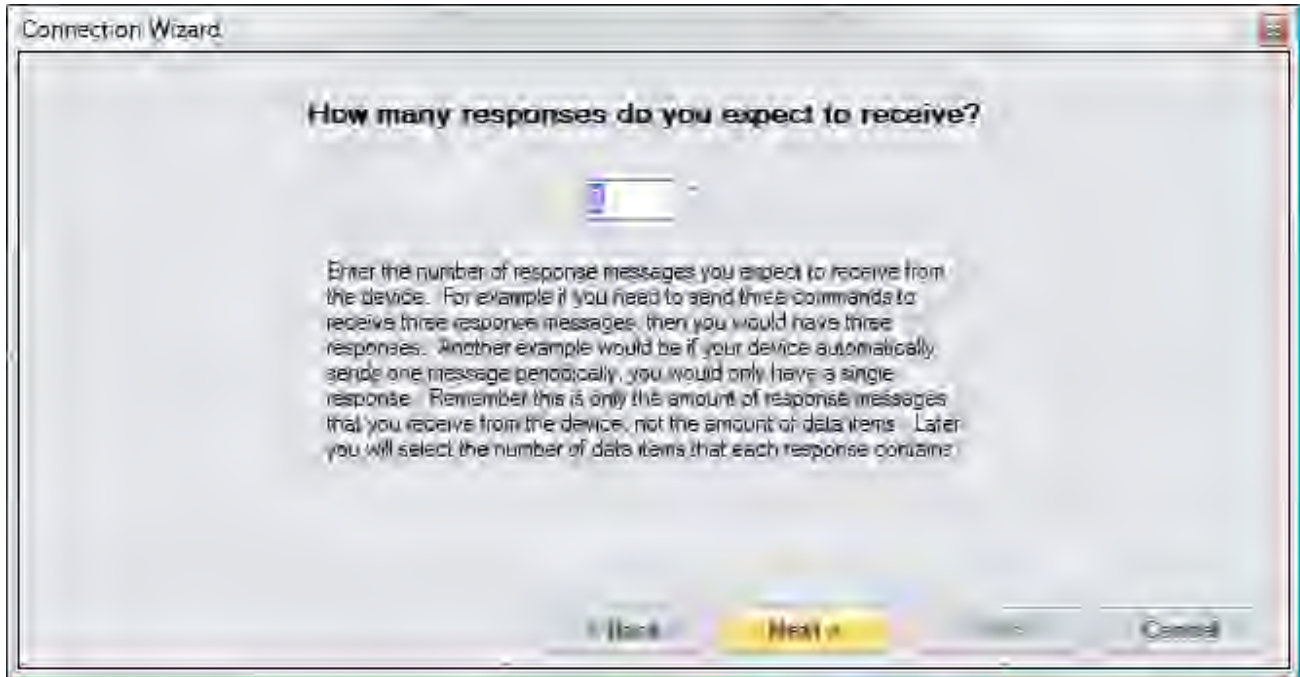 Connection Wizard
How many responses do you expect to receive?
Enter the number of response messages you expect to receive from
the device. For example if you need to send three commands to
receive three response messages, then you would have three
responses. Another example would be if your device automatically
sends one message periodically, you would only have a single
response. Remember this is only the amount of response messages
that you receive from the device, not the amount of data items. Later
you will select the number of data items that each response contains.
< Back
Next >
Cancel